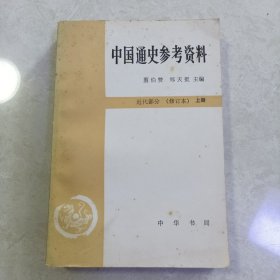 中国通史参考资料
翦伯赞 郑天挺 主编
近代部分 (修订本) 上册
中华书局